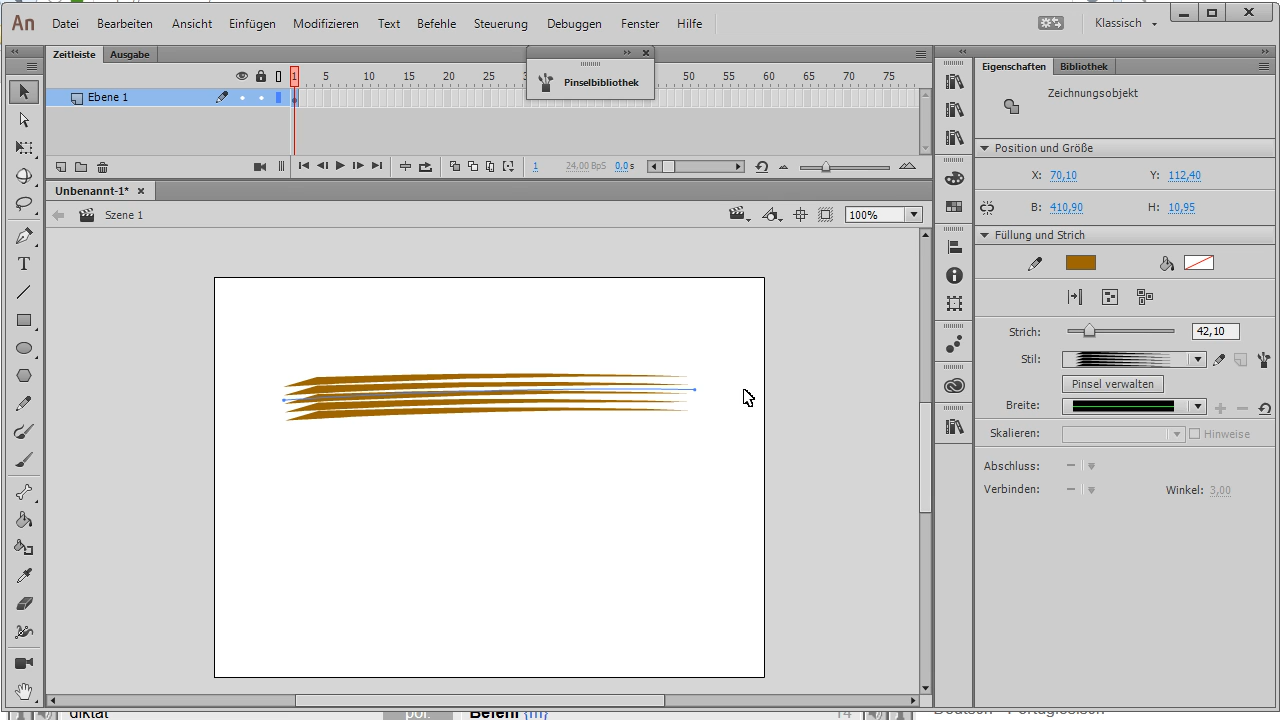 An Datei Bearbeiten Ansicht Einfügen Modifizieren Text Befehle Steuerung Debuggen Fenster Hilfe Klassisch
Zeitleiste Ausgabe
1 5 10 15 20 25 50 55 60 65 70 75
Pinselbibliothek
Ebene 1
1 24,00 BpS 0,0 s
Unbenannt-1*
Szene 1 100%
Eigenschaften Bibliothek
Zeichnungsobjekt
Position und Größe
X: 70,10 Y: 112,40
B: 410,90 H: 10,95
Füllung und Strich
Strich: 42,10
Stil:
Pinsel verwalten
Breite:
Skalieren: Hinweise
Abschluss:
Verbinden: Winkel: 3,00
diktat por. Befehl {m} 14